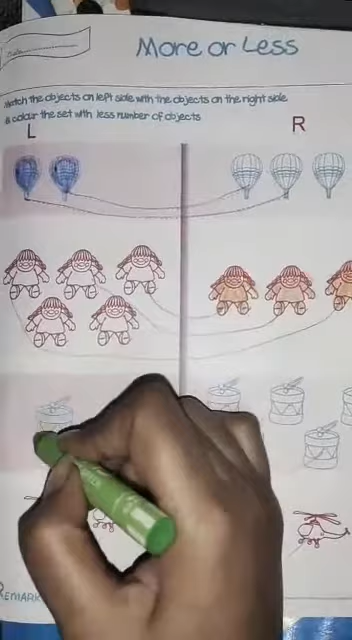 More or Less
Match the objects on left side with the objects on the right side
& colour the set with less number of objects
L
R
REMARK